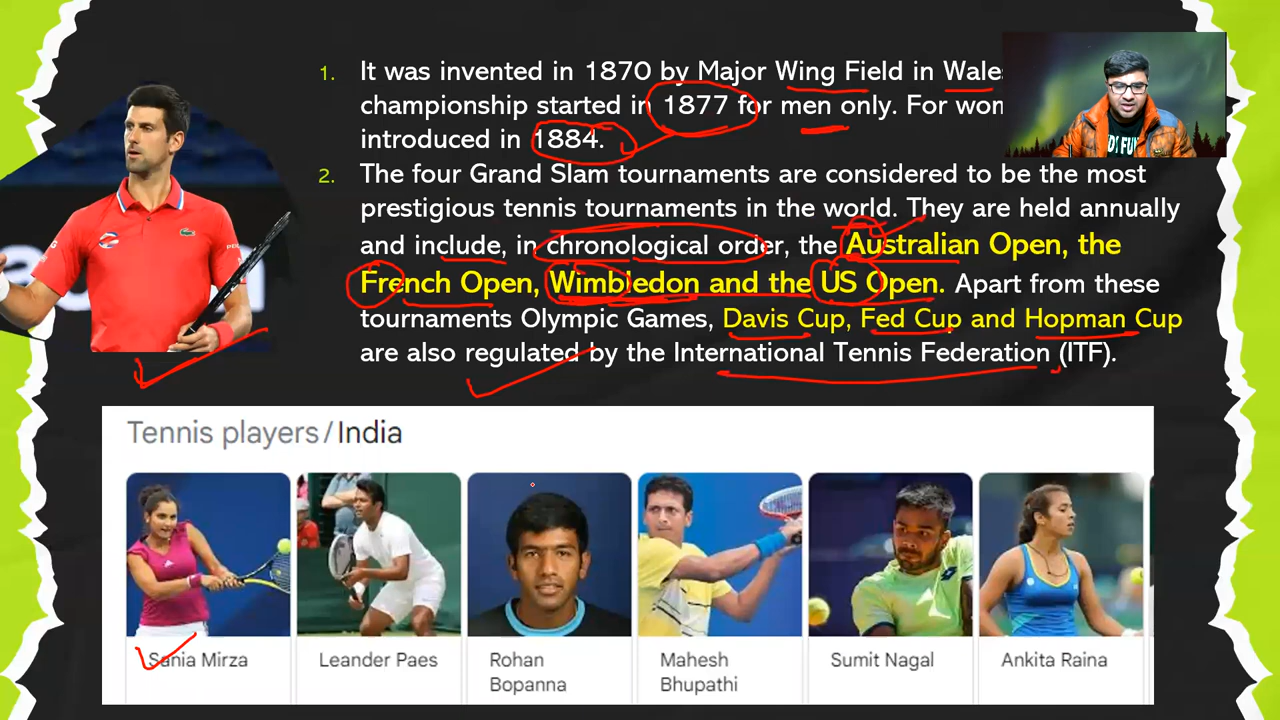 1. It was invented in 1870 by Major Wing Field in Wales
championship started in 1877 for men only. For wom
introduced in 1884.
2. The four Grand Slam tournaments are considered to be the most
prestigious tennis tournaments in the world. They are held annually
and include, in chronological order, the Australian Open, the
French Open, Wimbledon and the US Open. Apart from these
tournaments Olympic Games, Davis Cup, Fed Cup and Hopman Cup
are also regulated by the International Tennis Federation (ITF).
Tennis players/India
Sania Mirza
Leander Paes
Rohan
Bopanna
Mahesh
Bhupathi
Sumit Nagal
Ankita Raina